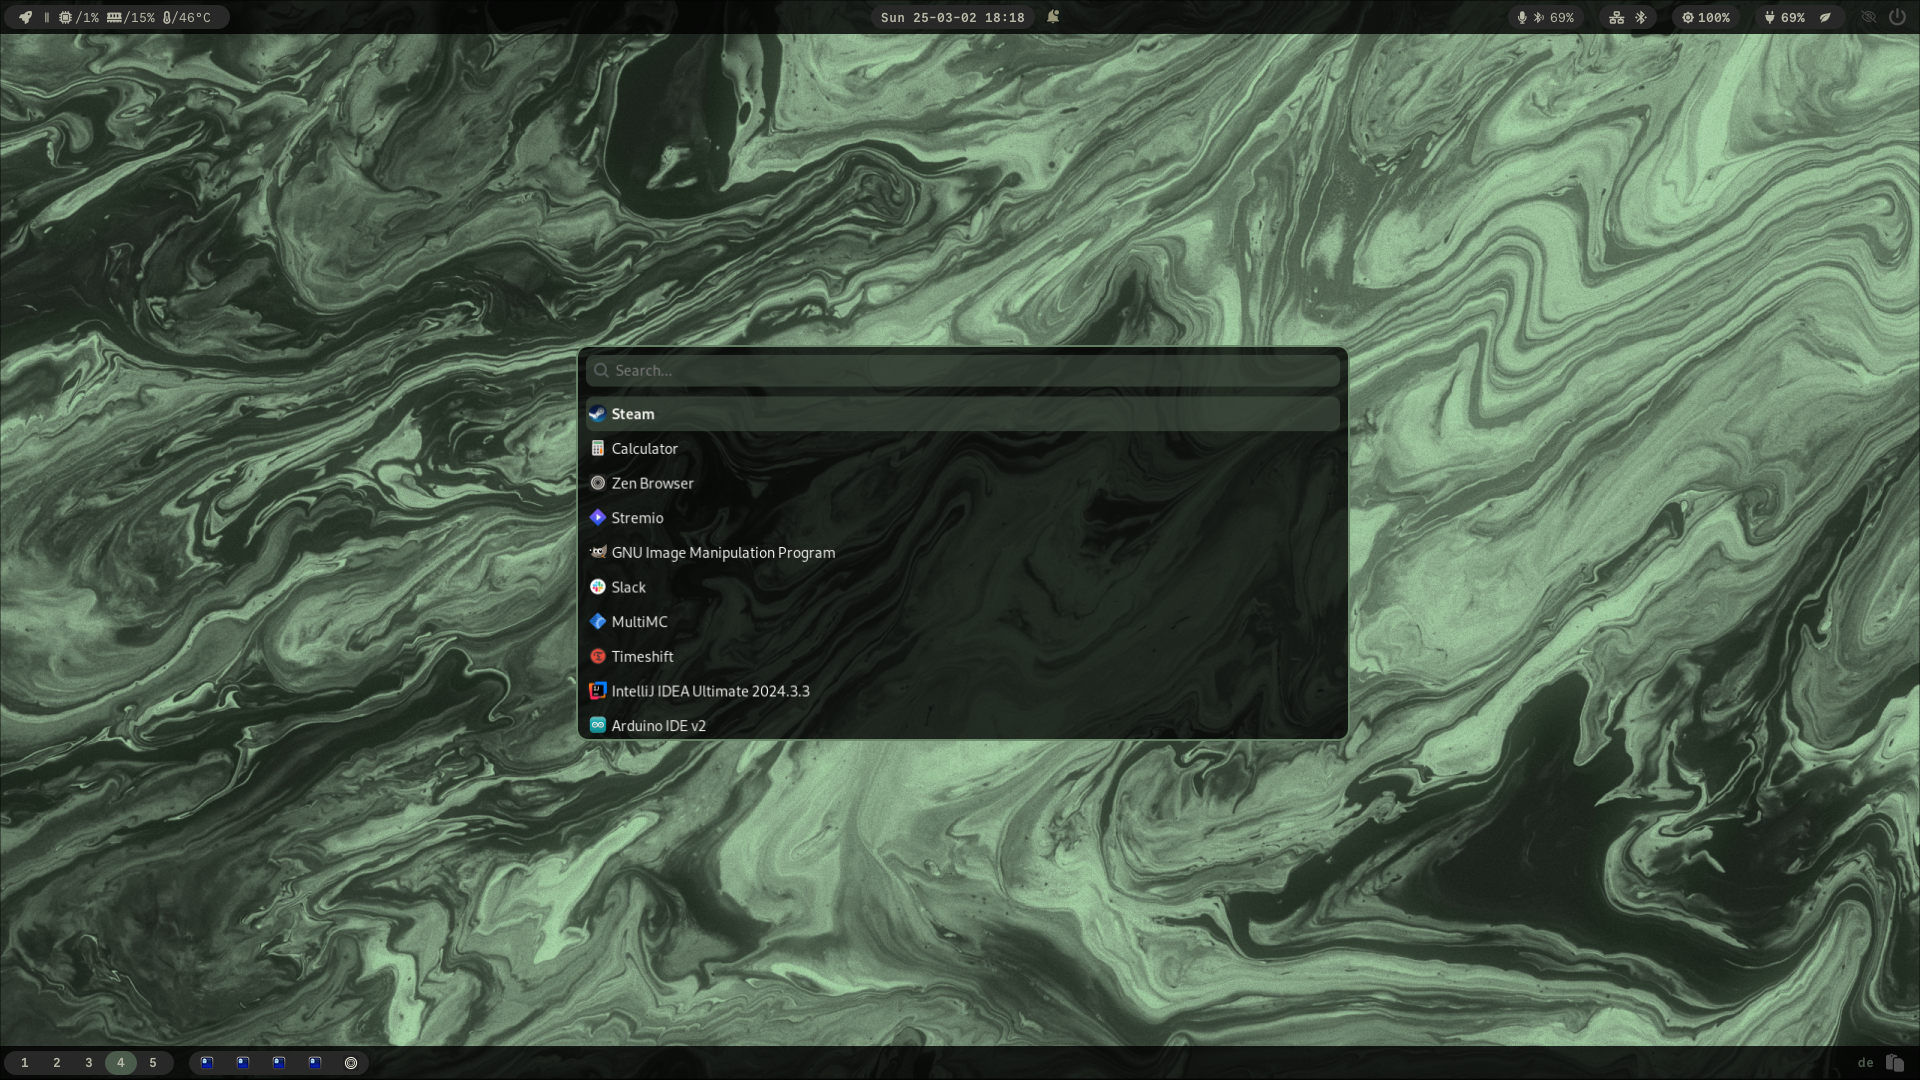 /1% /15% /46°C
Sun 25-03-02 18:18
69%
100%
69%
Search...
Steam
Calculator
Zen Browser
Stremio
GNU Image Manipulation Program
Slack
MultiMC
Timeshift
IntelliJ IDEA Ultimate 2024.3.3
Arduino IDE v2
1 2 3 4 5
de